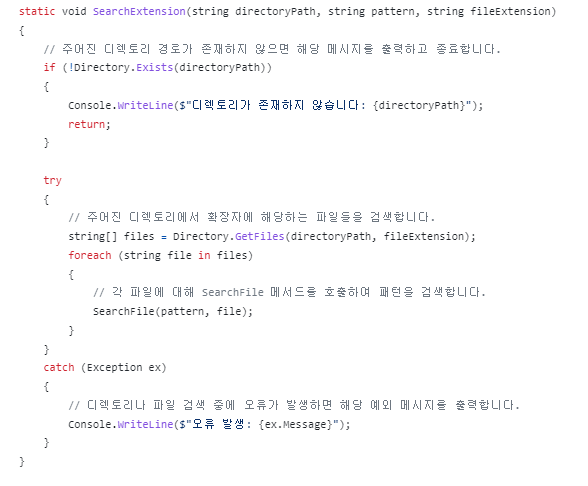 static void SearchExtension(string directoryPath, string pattern, string fileExtension)
{
// 주어진 디렉토리 경로가 존재하지 않으면 해당 메시지를 출력하고 종료합니다.
if (!Directory.Exists(directoryPath))
{
Console.WriteLine($"디렉토리가 존재하지 않습니다: {directoryPath}");
return;
}
try
{
// 주어진 디렉토리에서 확장자에 해당하는 파일들을 검색합니다.
string[] files = Directory.GetFiles(directoryPath, fileExtension);
foreach (string file in files)
{
// 각 파일에 대해 SearchFile 메서드를 호출하여 패턴을 검색합니다.
SearchFile(pattern, file);
}
}
catch (Exception ex)
{
// 디렉토리나 파일 검색 중에 오류가 발생하면 해당 예외 메시지를 출력합니다.
Console.WriteLine($"오류 발생: {ex.Message}");
}
}